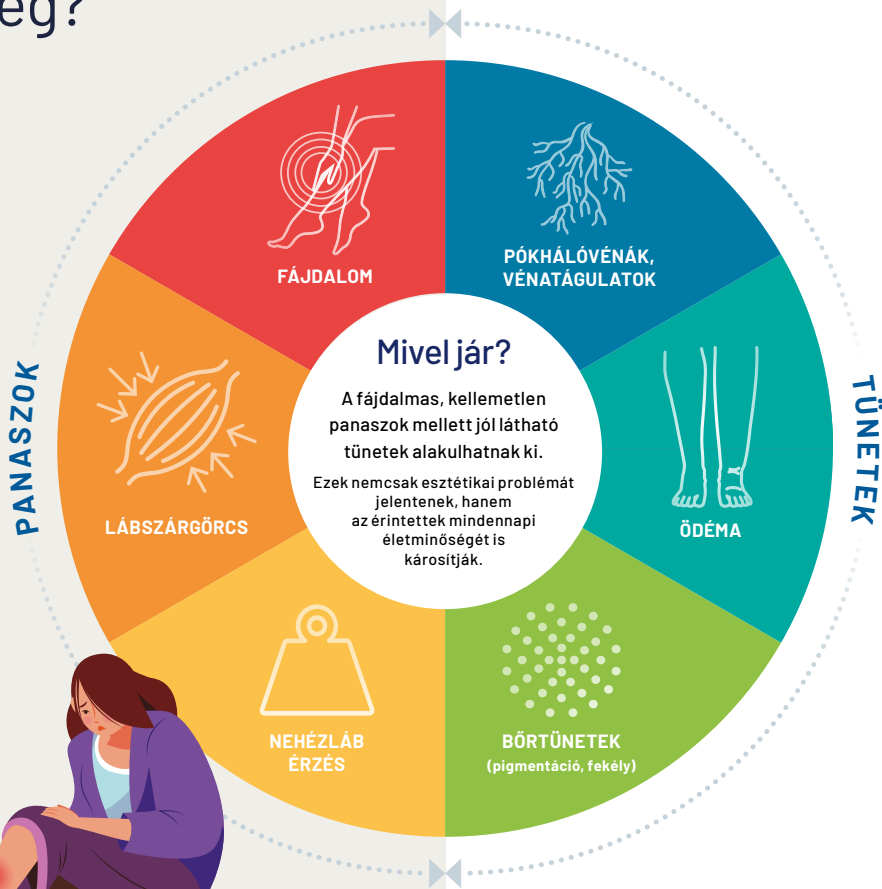 ég?
PANASZOK
FÁJDALOM
LÁBSZÁRGÖRCS
NEHÉZLÁB
ÉRZÉS
Mivel jár?
A fájdalmas, kellemetlen
panaszok mellett jól látható
tünetek alakulhatnak ki.
Ezek nemcsak esztétikai problémát
jelentenek, hanem
az érintettek mindennapi
életminőségét is
károsítják.
PÓKHÁLÓVÉNÁK,
VÉNATÁGULATOK
ÖDÉMA
BŐRTÜNETEK
(pigmentáció, fekély)
TÜNETEK